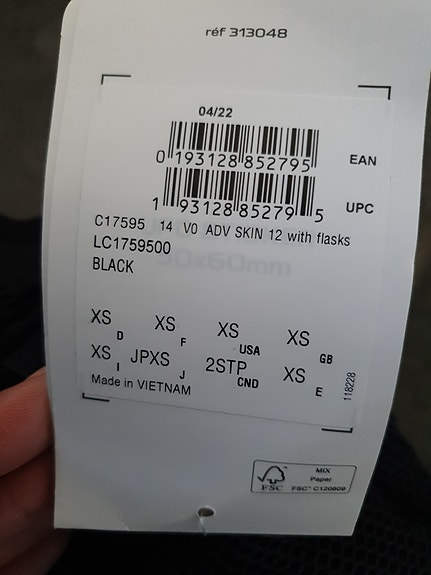 réf 313048
04/22
0 193128 852795
EAN
1 93128 85279 5
UPC
C17595 14 V0 ADV SKIN 12 with flasks
LC1759500
BLACK
XS D XS F XS USA XS GB
XS I JPXS J 2STP CND XS E
Made in VIETNAM
118228
FSC
MIX
Paper
FSC™ C120609